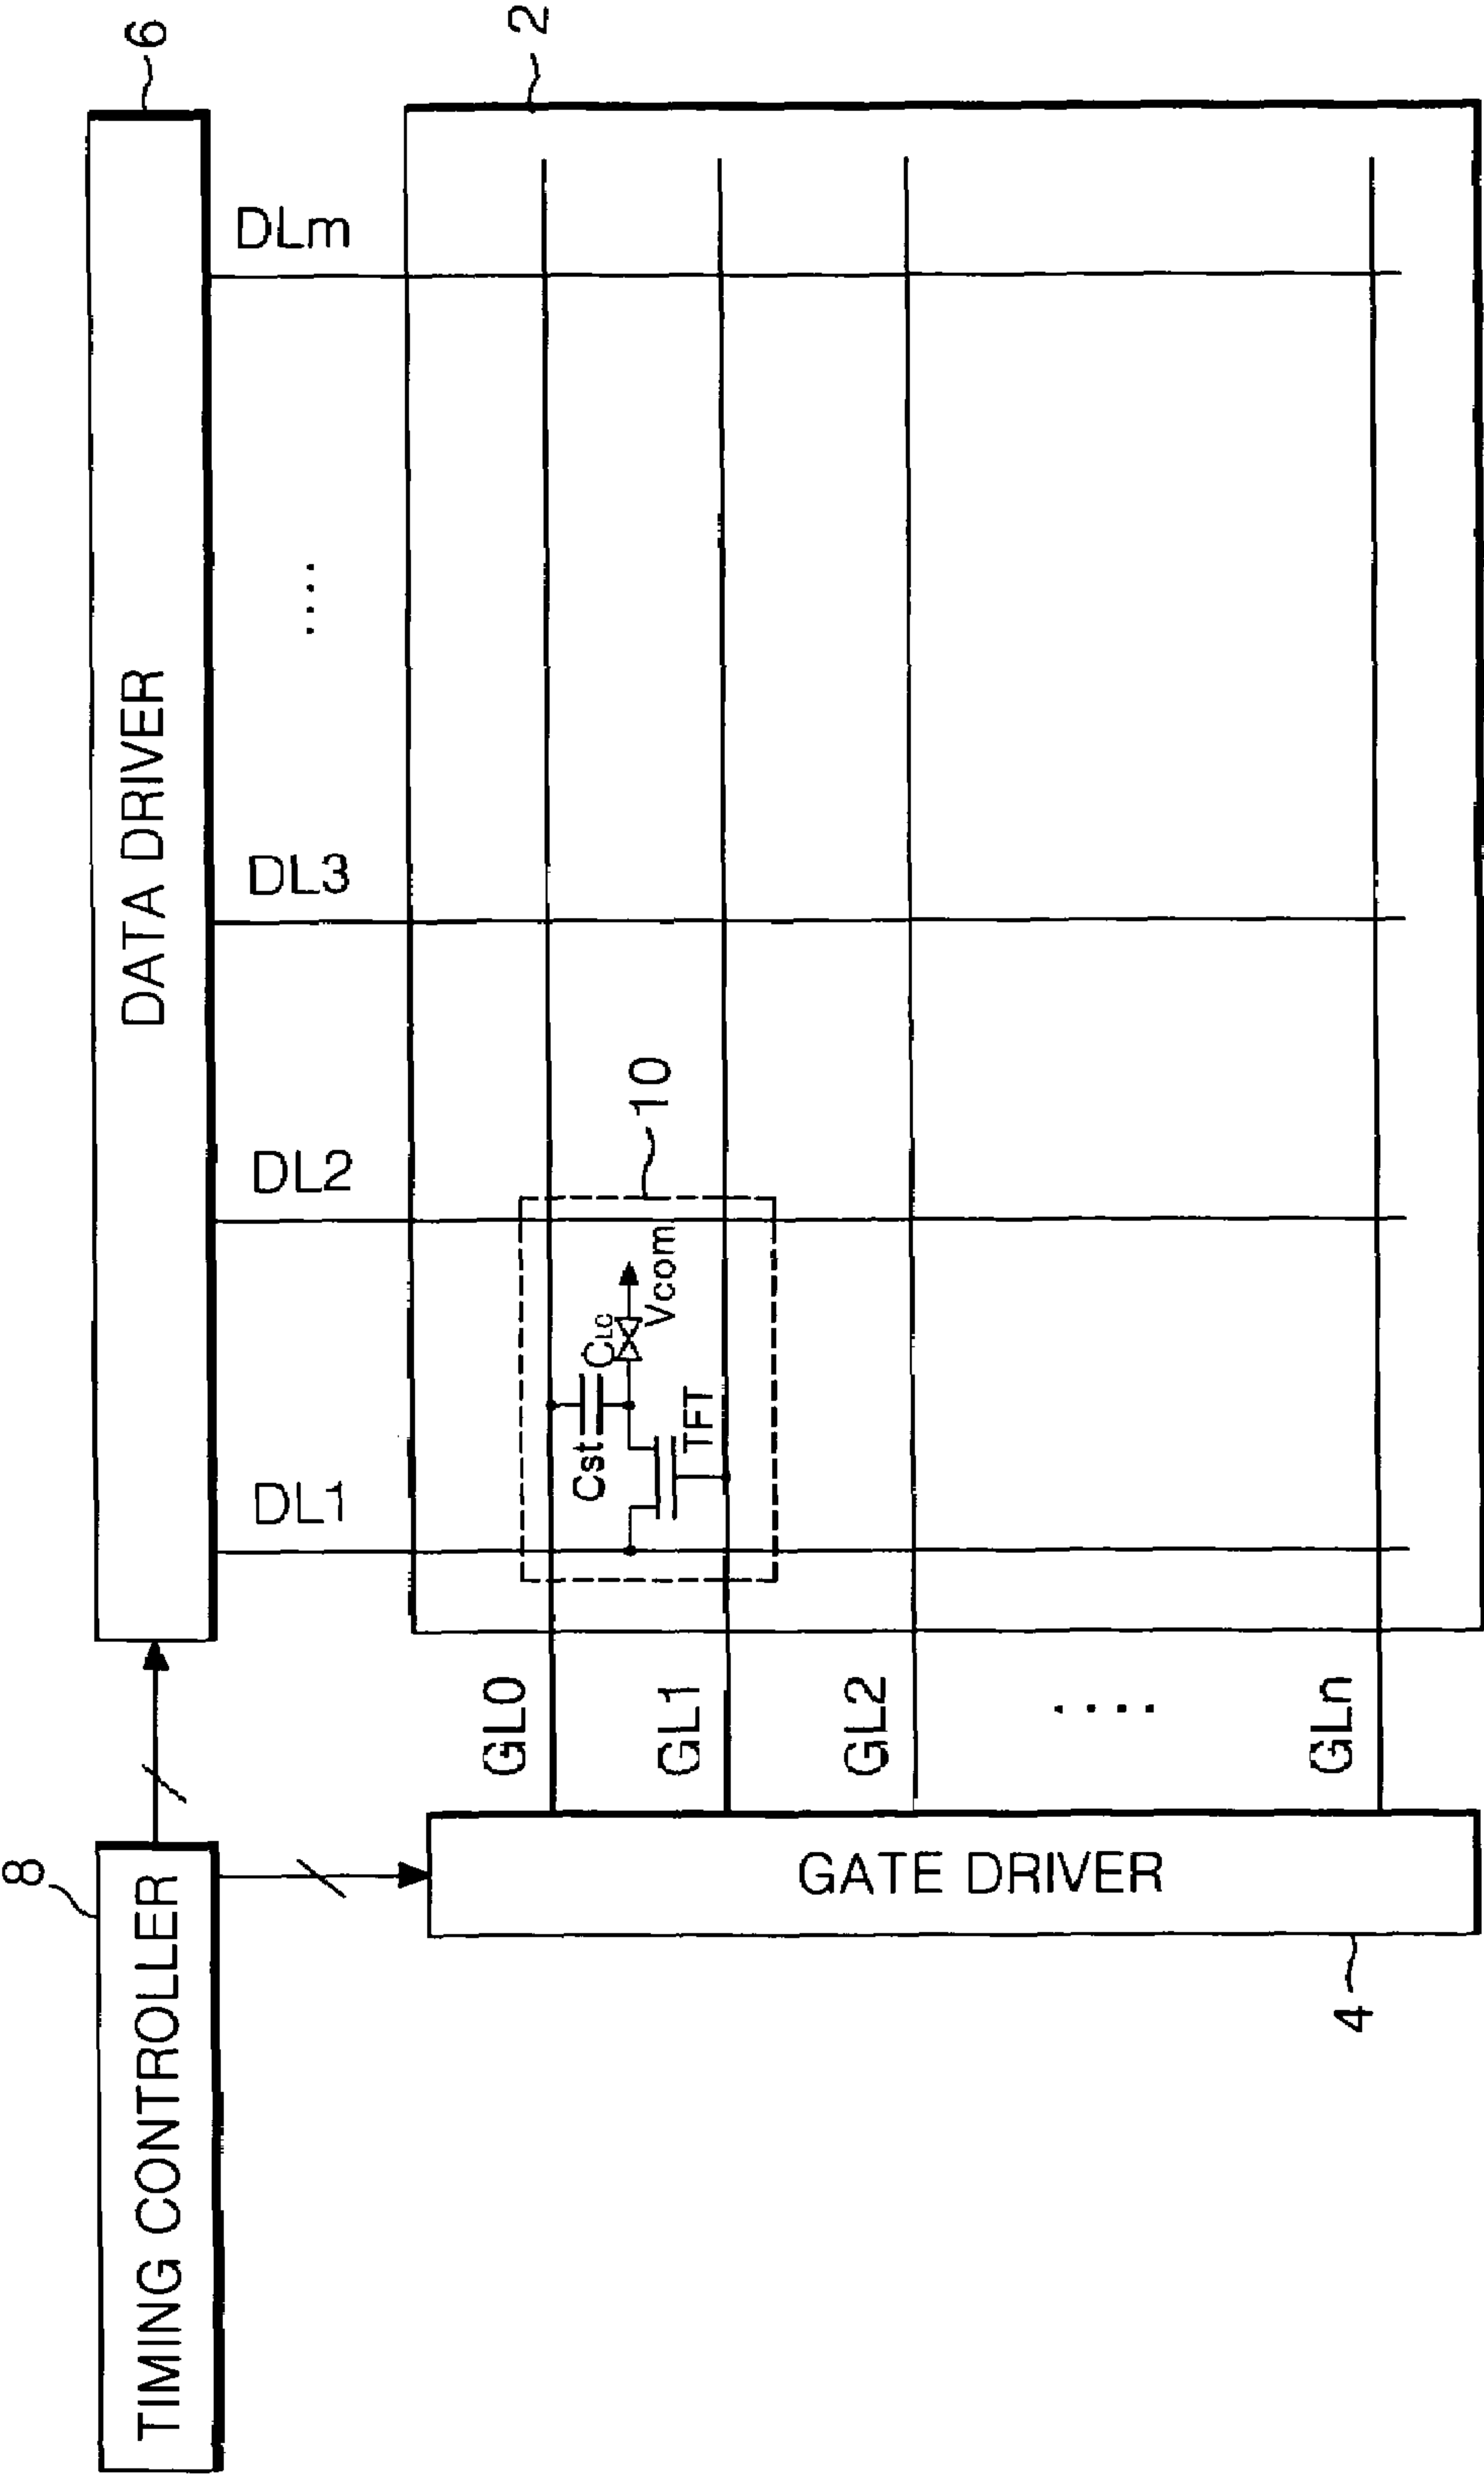 8
TIMING CONTROLLER
DATA DRIVER
6
DL1
DL2
DL3
....
DLm
2
GL0
GL1
GL2
....
GLn
Cst
CLC
Vcom
TFT
10
GATE DRIVER
4